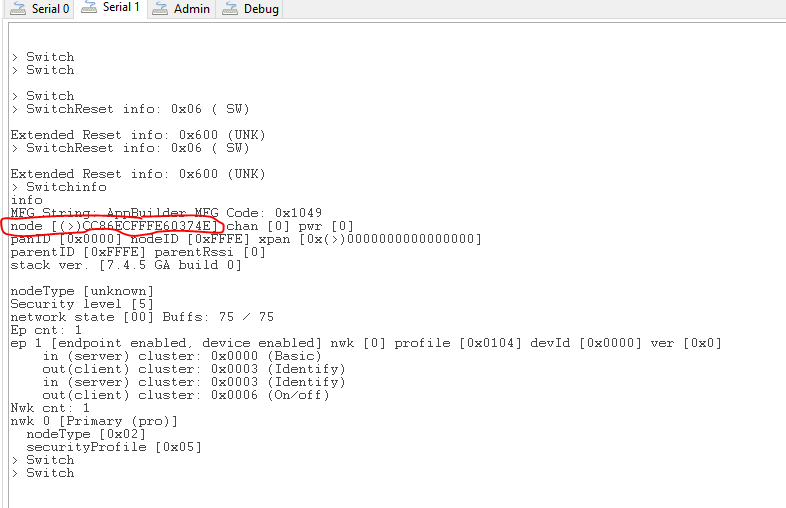 Serial 0 Serial 1 Admin Debug
> Switch
> Switch
> Switch
> SwitchReset info: 0x06 ( SW)
Extended Reset info: 0x600 (UNK)
> SwitchReset info: 0x06 ( SW)
Extended Reset info: 0x600 (UNK)
> Switchinfo
info
MFG String: AppBuilder MFG Code: 0x1049
node [(>)CC86ECFFFE60374E] chan [0] pwr [0]
panID [0x0000] nodeID [0xFFFE] xpan [0x(>)0000000000000000]
parentID [0xFFFE] parentRssi [0]
stack ver. [7.4.5 GA build 0]
nodeType [unknown]
Security level [5]
network state [00] Buffs: 75 / 75
Ep cnt: 1
ep 1 [endpoint enabled, device enabled] nwk [0] profile [0x0104] devId [0x0000] ver [0x0]
in (server) cluster: 0x0000 (Basic)
out(client) cluster: 0x0003 (Identify)
in (server) cluster: 0x0003 (Identify)
out(client) cluster: 0x0006 (On/off)
Nwk cnt: 1
nwk 0 [Primary (pro)]
nodeType [0x02]
securityProfile [0x05]
> Switch
> Switch